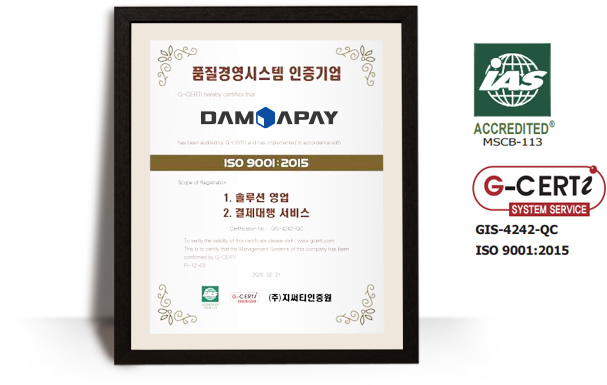 품질경영시스템 인증기업
G-CERTI hereby certifies that
DAMOAPAY
has been audited by G-CERTI and has implemented in accordance with
ISO 9001:2015
Scope of Registration
1. 솔루션 영업
2. 결제대행 서비스
Certification No : GIS-4242-QC
To verify the validity of this certificate please visit : www.gcerti.com
This is to certify that the Management Systems of this company has been
confirmed by G-CERTI
IAS
ACCREDITED
G-CERTi
(주)지써티인증원
IAS
ACCREDITED®
MSCB-113
G-CERTi
SYSTEM SERVICE
GIS-4242-QC
ISO 9001:2015